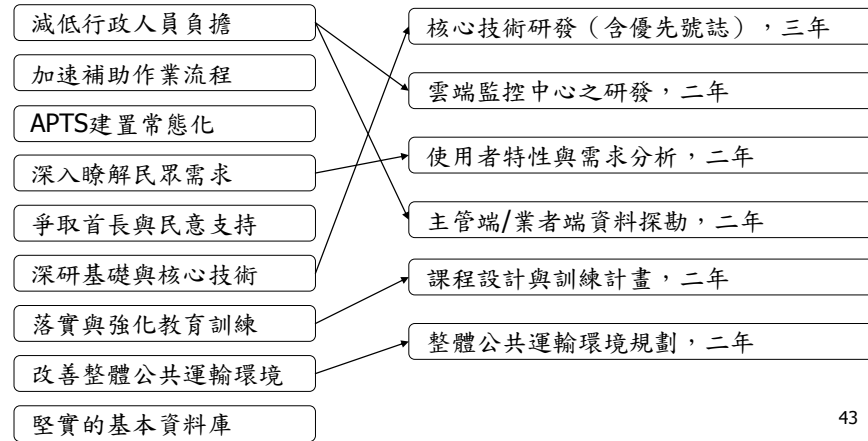 減低行政人員負擔
加速補助作業流程
APTS建置常態化
深入瞭解民眾需求
爭取首長與民意支持
深研基礎與核心技術
落實與強化教育訓練
改善整體公共運輸環境
堅實的基本資料庫
核心技術研發（含優先號誌），三年
雲端監控中心之研發，二年
使用者特性與需求分析，二年
主管端/業者端資料探勘，二年
課程設計與訓練計畫，二年
整體公共運輸環境規劃，二年
43